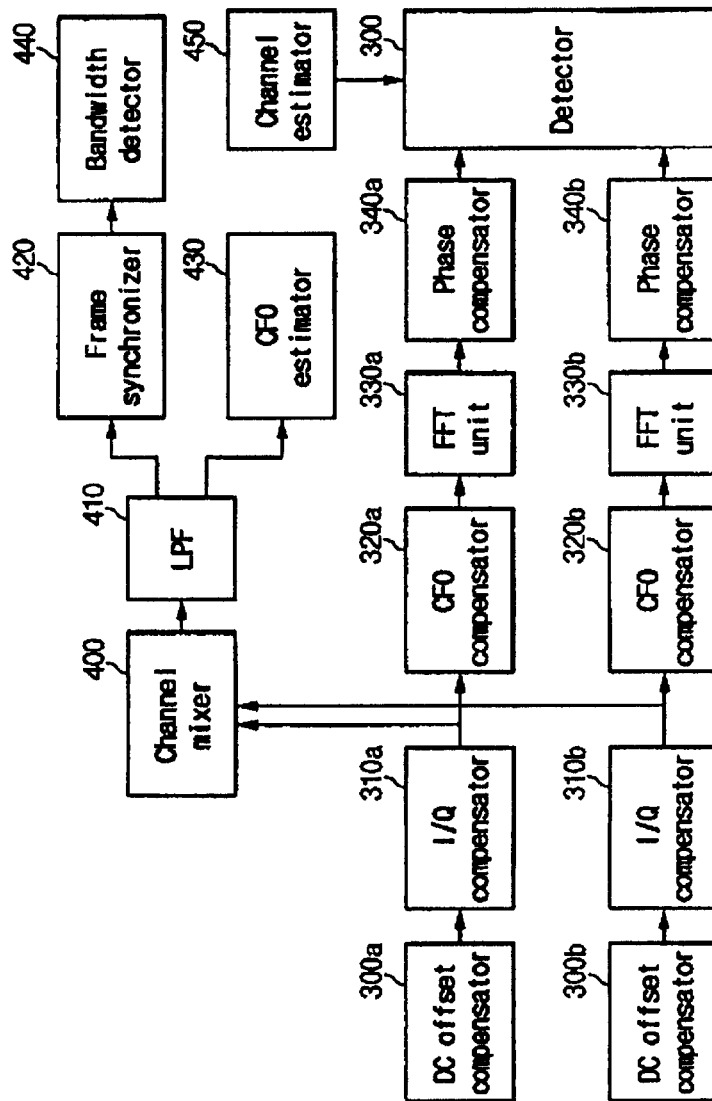 440
Bandwidth
detector
450
Channel
estimator
300
Detector
420
Frame
synchronizer
430
CFO
estimator
340a
Phase
compensator
340b
Phase
compensator
330a
FFT
unit
330b
FFT
unit
410
LPF
320a
CFO
compensator
320b
CFO
compensator
400
Channel
mixer
310a
I/Q
compensator
310b
I/Q
compensator
300a
DC offset
compensator
300b
DC offset
compensator